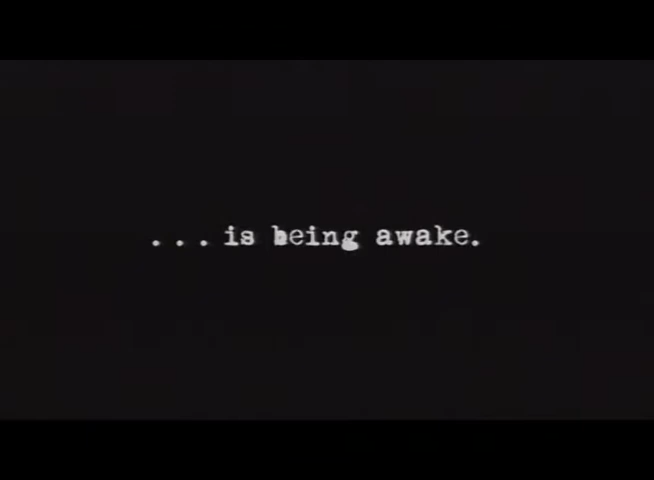 . . . is being awake.